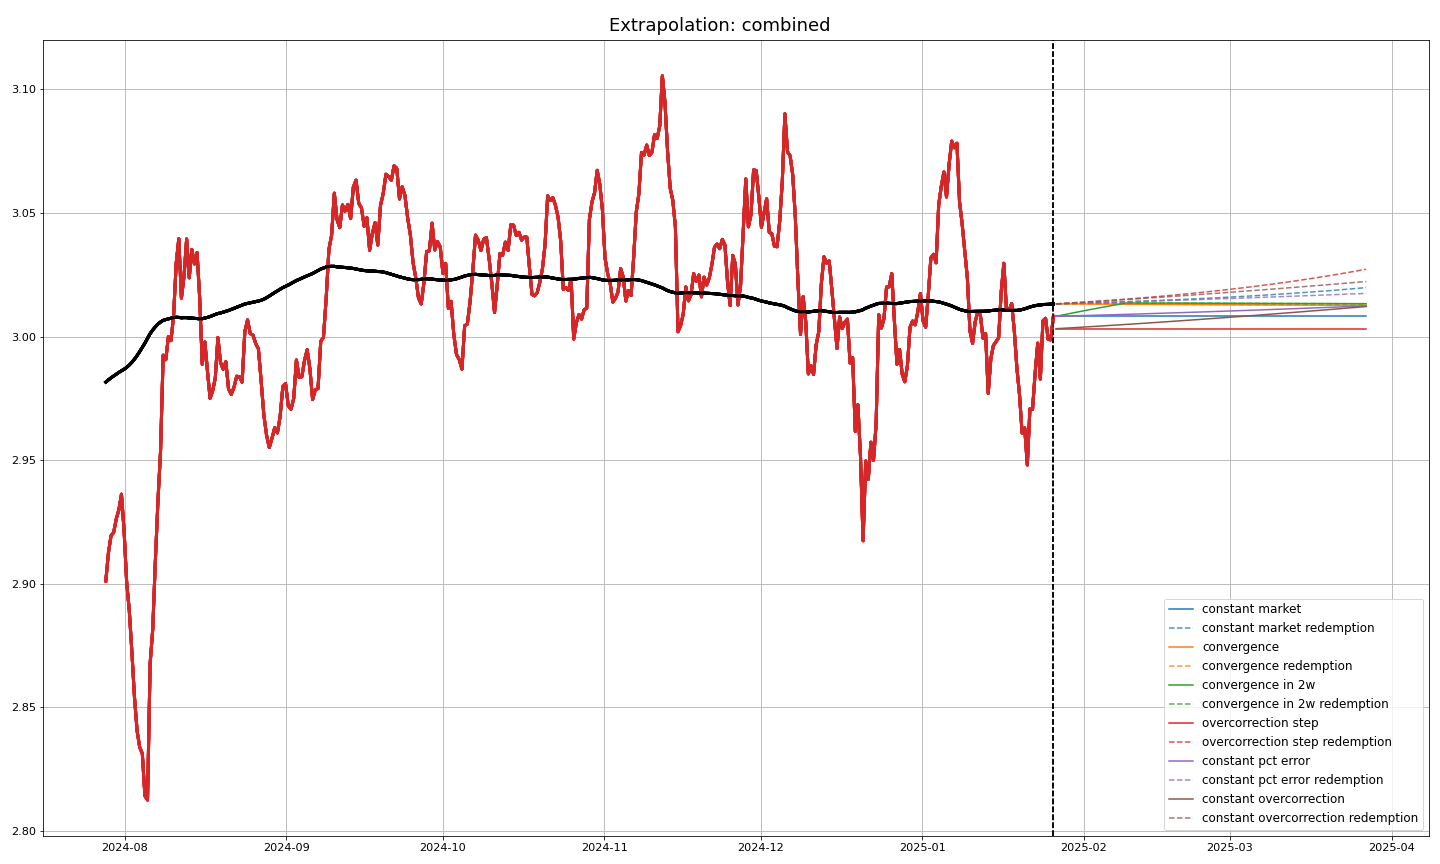 Extrapolation: combined
3.10
3.05
3.00
2.95
2.90
2.85
2.80
2024-08
2024-09
2024-10
2024-11
2024-12
2025-01
2025-02
2025-03
2025-04
constant market
constant market redemption
convergence
convergence redemption
convergence in 2w
convergence in 2w redemption
overcorrection step
overcorrection step redemption
constant pct error
constant pct error redemption
constant overcorrection
constant overcorrection redemption